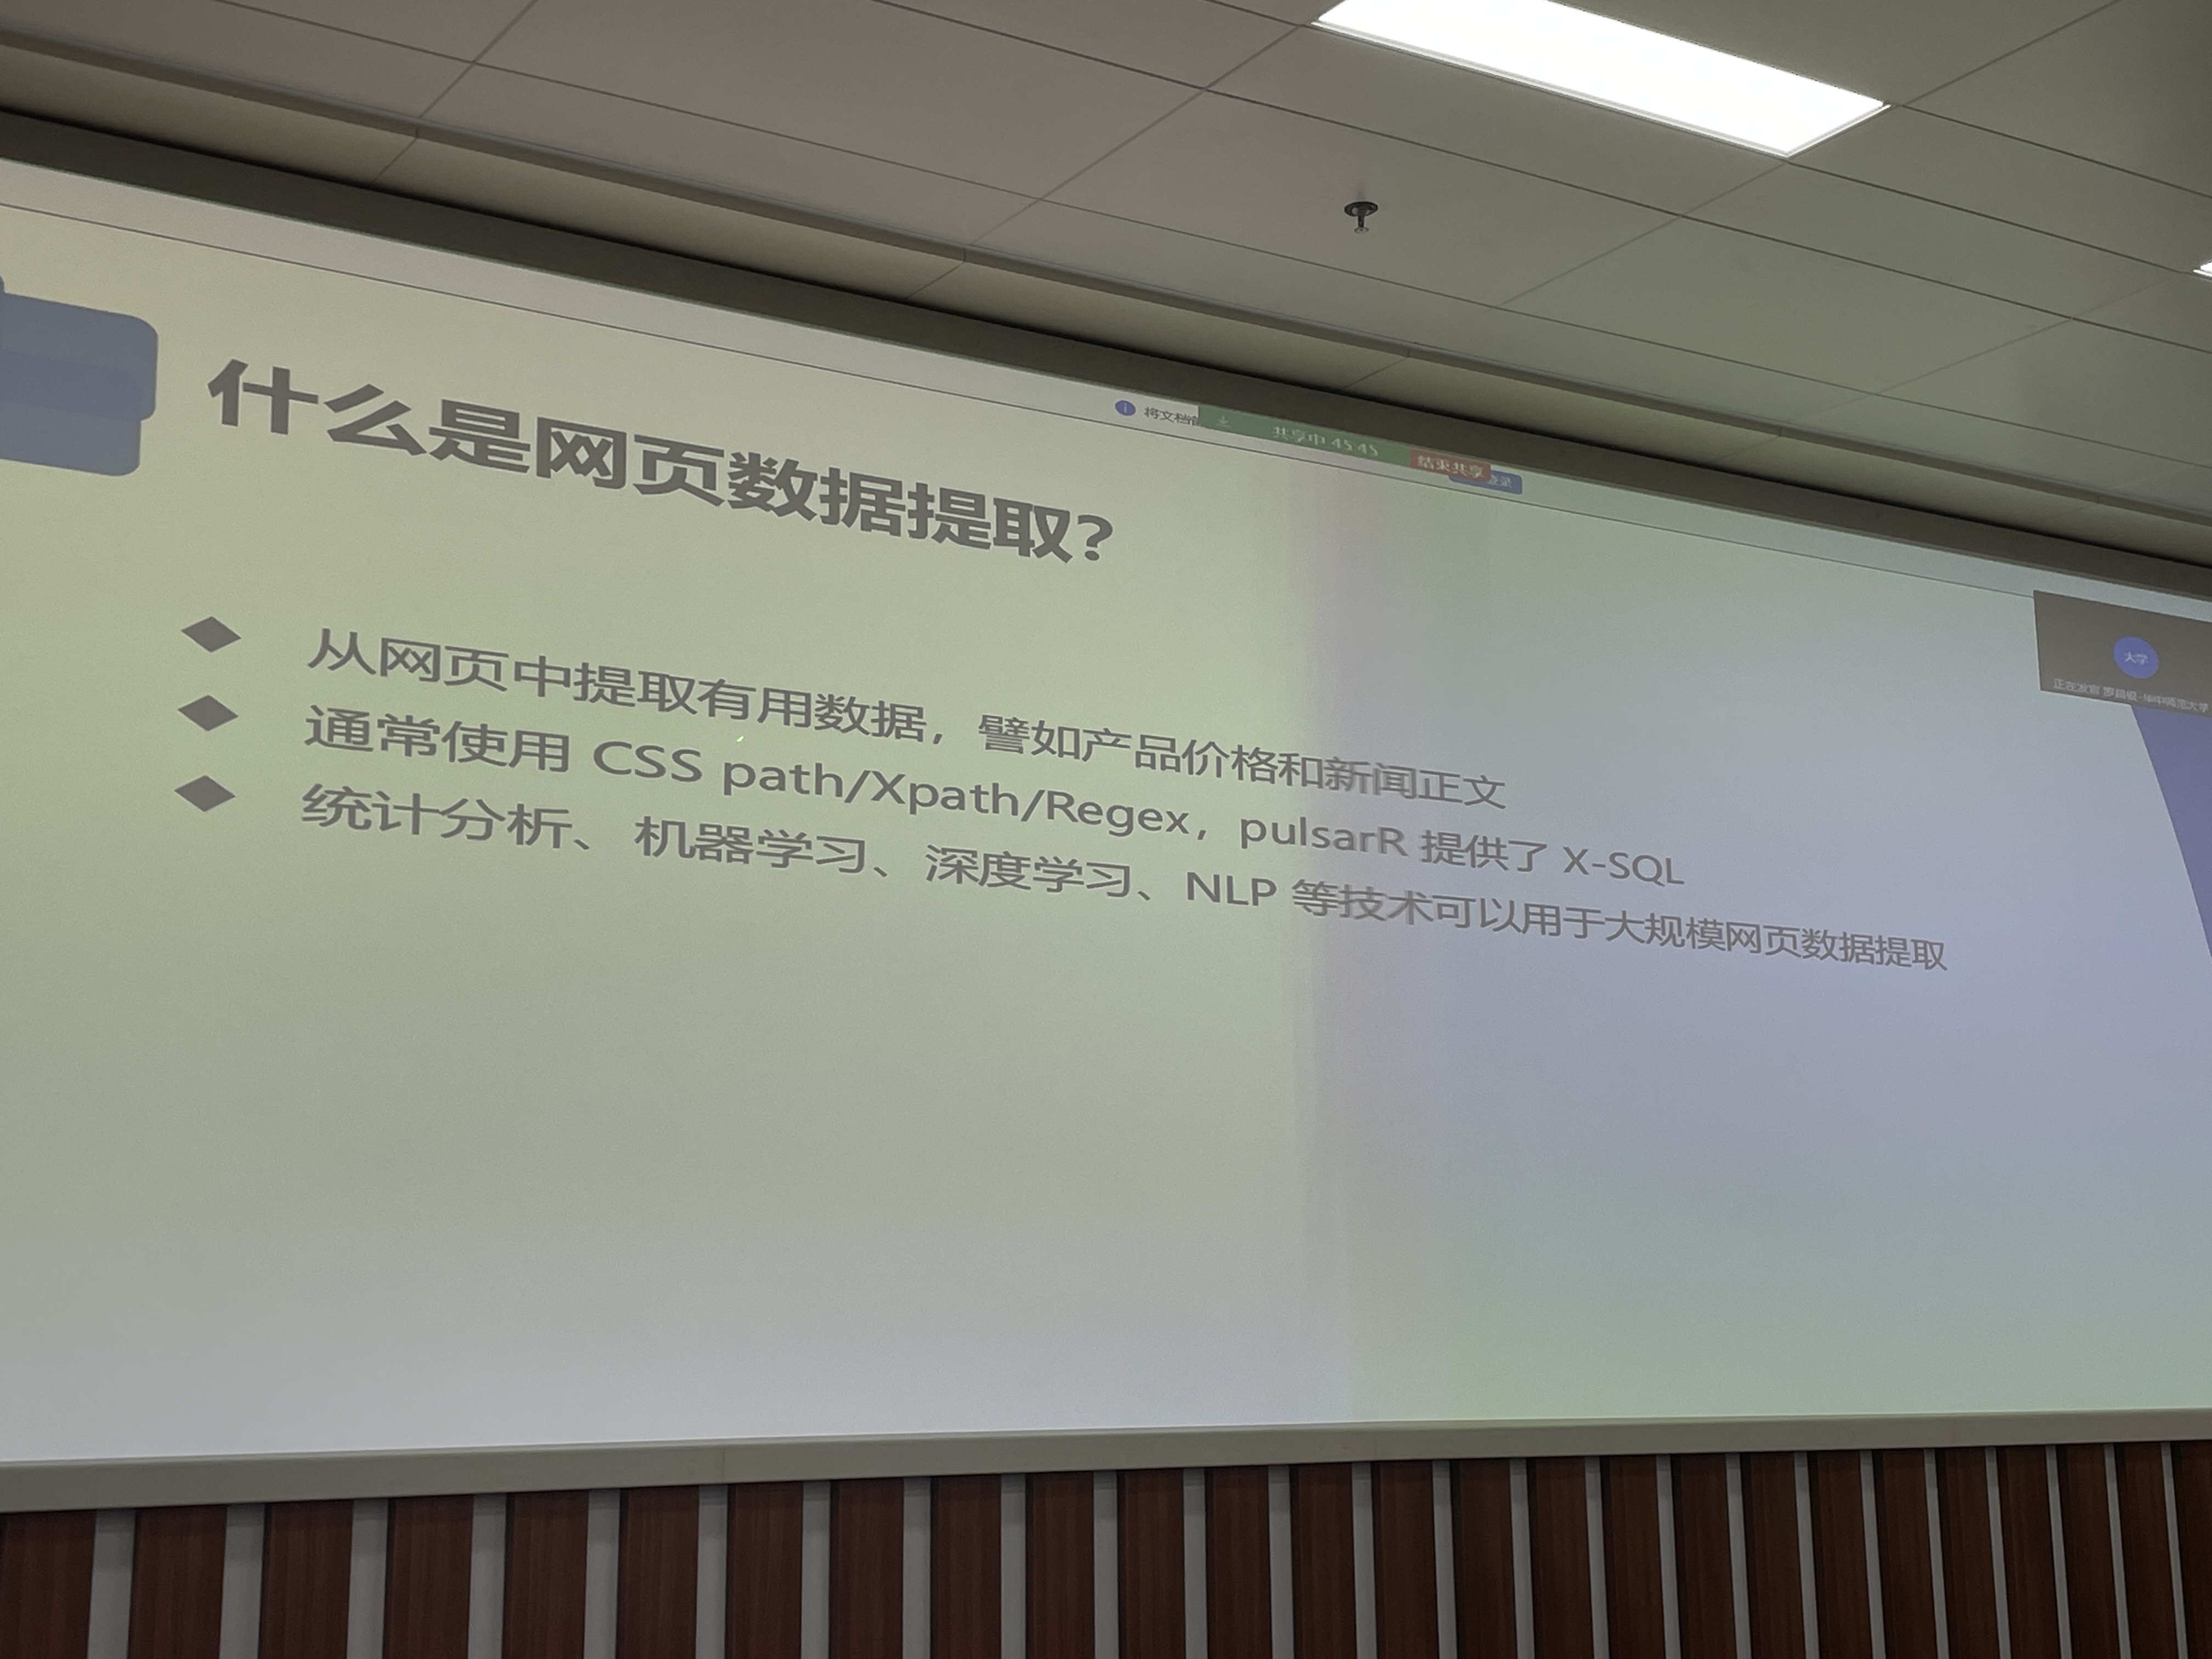 将文档
共享中 45:45
结束共享
登录
什么是网页数据提取？
大学
正在发言
华中师范大学
从网页中提取有用数据，譬如产品价格和新闻正文
通常使用 CSS path/Xpath/Regex，pulsarR 提供了 X-SQL
统计分析、机器学习、深度学习、NLP 等技术可以用于大规模网页数据提取